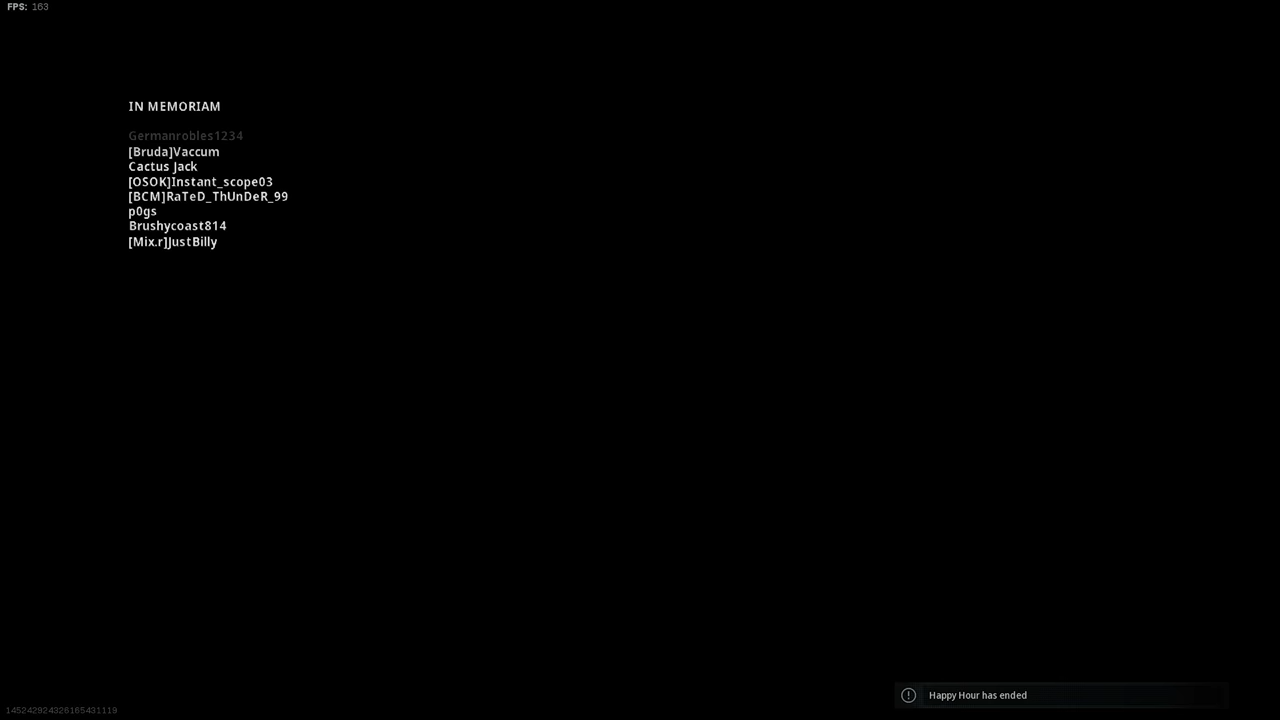 FPS: 163
IN MEMORIAM
Germanrobles1234
[Bruda]Vaccum
Cactus Jack
[OSOK]Instant_scope03
[BCM]RaTeD_ThUnDeR_99
p0gs
Brushycoast814
[Mix.r]JustBilly
Happy Hour has ended
145242924326165431119